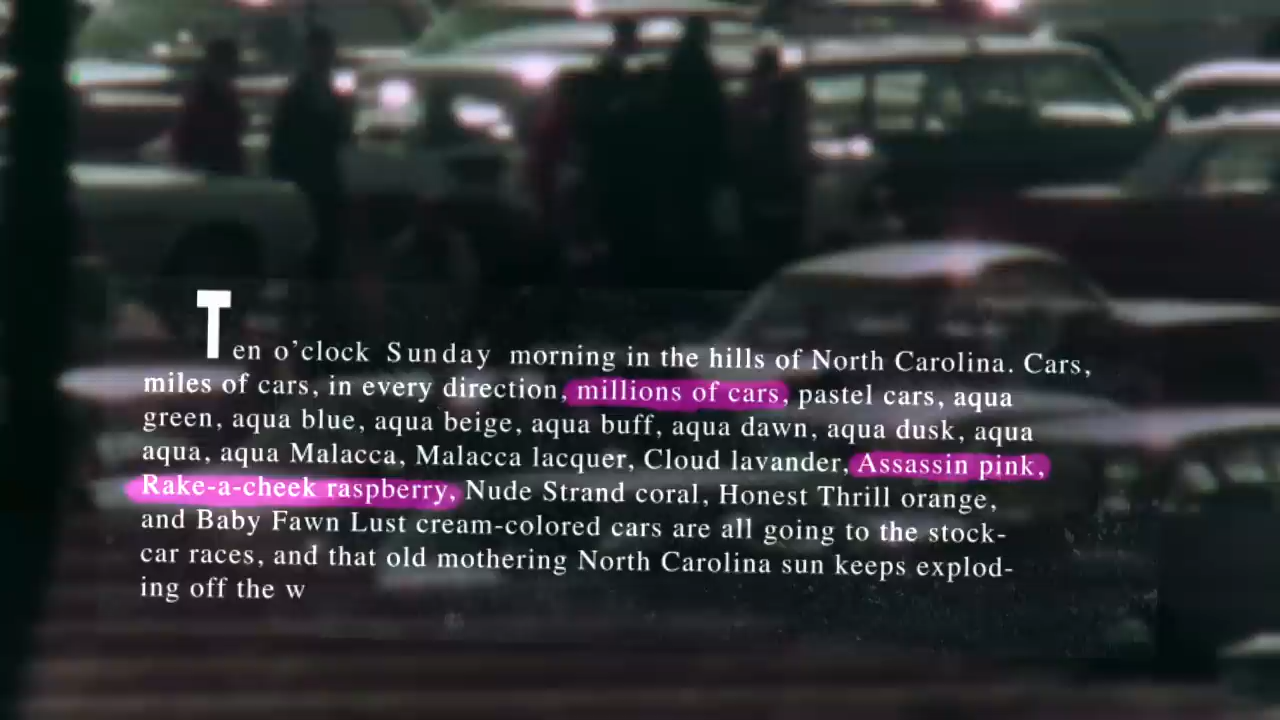 Ten o’clock Sunday morning in the hills of North Carolina. Cars,
miles of cars, in every direction, millions of cars, pastel cars, aqua
green, aqua blue, aqua beige, aqua buff, aqua dawn, aqua dusk, aqua
aqua, aqua Malacca, Malacca lacquer, Cloud lavander, Assassin pink,
Rake-a-cheek raspberry, Nude Strand coral, Honest Thrill orange,
and Baby Fawn Lust cream-colored cars are all going to the stock-
car races, and that old mothering North Carolina sun keeps explod-
ing off the w